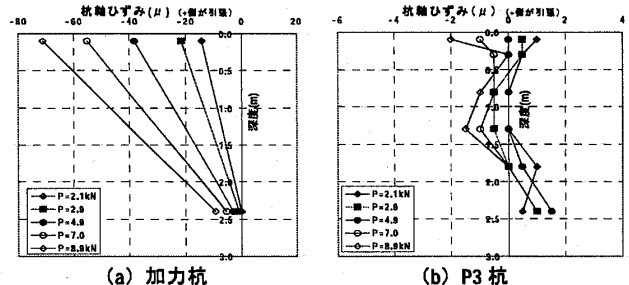 杭軸ひずみ(μ) (+側が引張)
-80 -60 -40 -20 0 20
0.0
0.5
1.0
1.5
2.0
2.5
3.0
深度(m)
P=2.1kN
P=2.9
P=4.9
P=7.0
P=8.9kN
(a) 加力杭
杭軸ひずみ(μ) (+側が引張)
-4 -2 0 2 4
0.0
0.5
1.0
1.5
2.0
2.5
3.0
深度(m)
P=2.1kN
P=2.9
P=4.9
P=7.0
P=8.9kN
(b) P3 杭